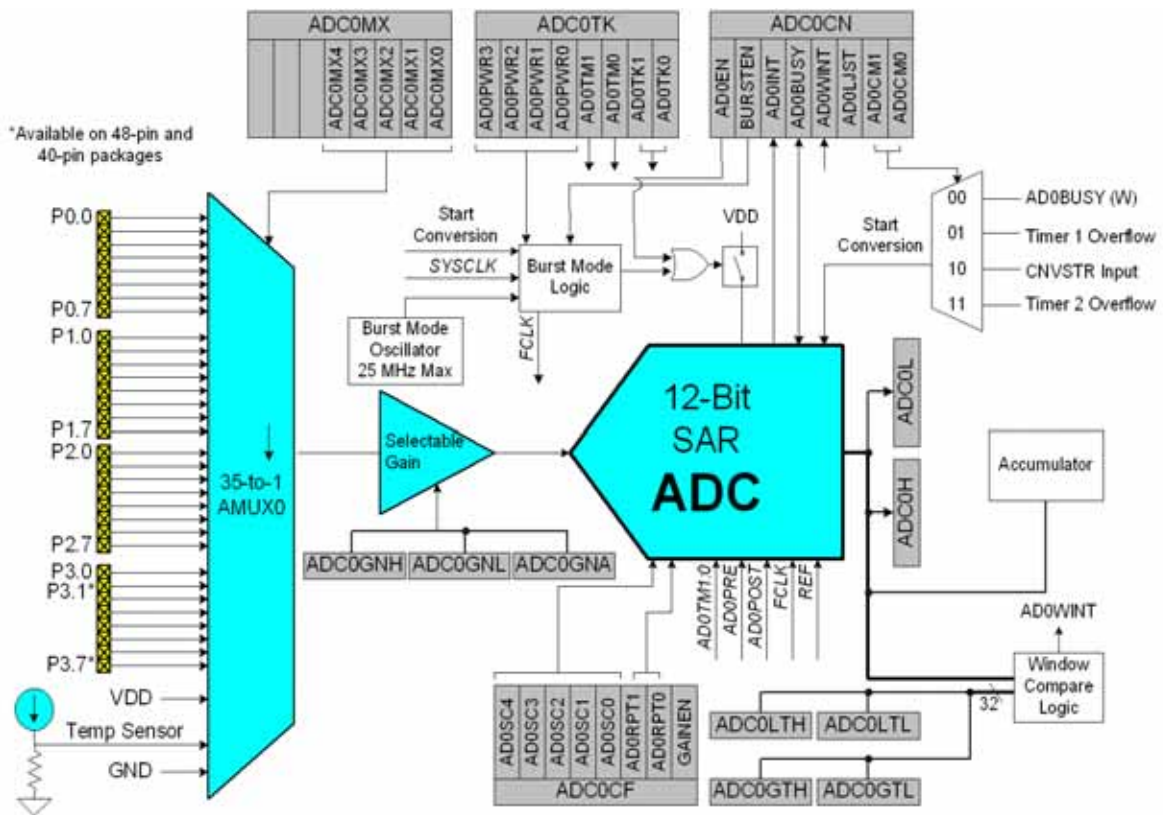 ADC0MX
ADC0MX4
ADC0MX3
ADC0MX2
ADC0MX1
ADC0MX0
ADC0TK
AD0PWR3
AD0PWR2
AD0PWR1
AD0PWR0
AD0TM1
AD0TM0
AD0TK1
AD0TK0
ADC0CN
AD0EN
BURSTEN
AD0INT
AD0BUSY
AD0WINT
AD0LJST
AD0CM1
AD0CM0
*Available on 48-pin and
40-pin packages
P0.0
P0.7
P1.0
P1.7
P2.0
P2.7
P3.0
P3.1*
P3.7*
VDD
Temp Sensor
GND
35-to-1
AMUX0
Start
Conversion
SYSCLK
Burst Mode
Logic
Burst Mode
Oscillator
25 MHz Max
FCLK
VDD
Start
Conversion
00
01
10
11
AD0BUSY (W)
Timer 1 Overflow
CNVSTR Input
Timer 2 Overflow
Selectable
Gain
12-Bit
SAR
ADC
ADC0L
ADC0H
Accumulator
ADC0GNH
ADC0GNL
ADC0GNA
AD0TM1:0
AD0PRE
AD0POST
FCLK
REF
AD0WINT
Window
Compare
Logic
32
ADC0LTH
ADC0LTL
ADC0GTH
ADC0GTL
AD0SC4
AD0SC3
AD0SC2
AD0SC1
AD0SC0
AD0RPT1
AD0RPT0
GAINEN
ADC0CF